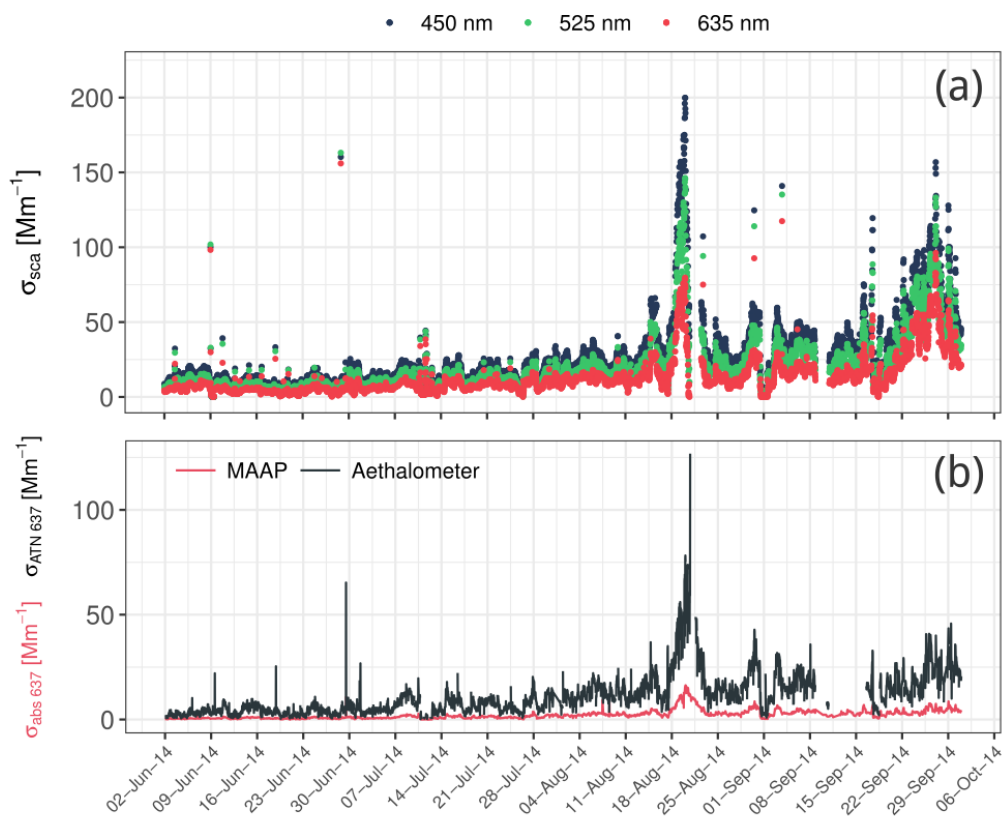 450 nm 525 nm 635 nm
(a)
200
150
100
50
0
σsca [Mm⁻¹]
(b)
MAAP Aethalometer
100
50
0
σabs 637 [Mm⁻¹] σATN 637 [Mm⁻¹]
02−Jun−14
09−Jun−14
16−Jun−14
23−Jun−14
30−Jun−14
07−Jul−14
14−Jul−14
21−Jul−14
28−Jul−14
04−Aug−14
11−Aug−14
18−Aug−14
25−Aug−14
01−Sep−14
08−Sep−14
15−Sep−14
22−Sep−14
29−Sep−14
06−Oct−14